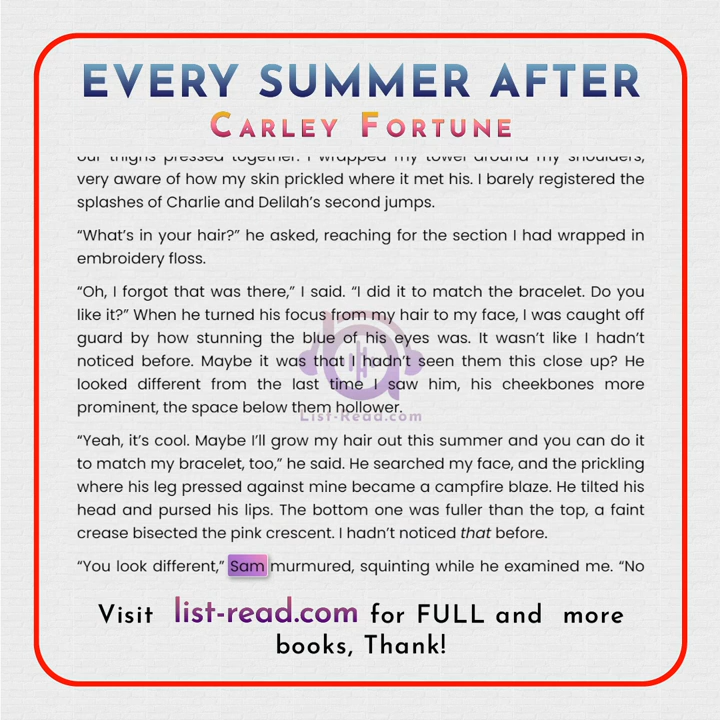 EVERY SUMMER AFTER
CARLEY FORTUNE
our thighs pressed together. I wrapped my towel around my shoulders,
very aware of how my skin prickled where it met his. I barely registered the
splashes of Charlie and Delilah’s second jumps.
“What’s in your hair?” he asked, reaching for the section I had wrapped in
embroidery floss.
“Oh, I forgot that was there,” I said. “I did it to match the bracelet. Do you
like it?” When he turned his focus from my hair to my face, I was caught off
guard by how stunning the blue of his eyes was. It wasn’t like I hadn’t
noticed before. Maybe it was that I hadn’t seen them this close up? He
looked different from the last time I saw him, his cheekbones more
prominent, the space below them hollower.
List-Read.com
“Yeah, it’s cool. Maybe I’ll grow my hair out this summer and you can do it
to match my bracelet, too,” he said. He searched my face, and the prickling
where his leg pressed against mine became a campfire blaze. He tilted his
head and pursed his lips. The bottom one was fuller than the top, a faint
crease bisected the pink crescent. I hadn’t noticed that before.
“You look different,” Sam murmured, squinting while he examined me. “No
Visit list-read.com for FULL and more
books, Thank!